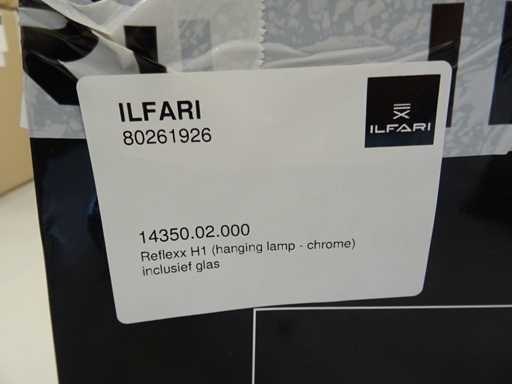 ILFARI
80261926
ILFARI
14350.02.000
Reflexx H1 (hanging lamp - chrome)
inclusief glas